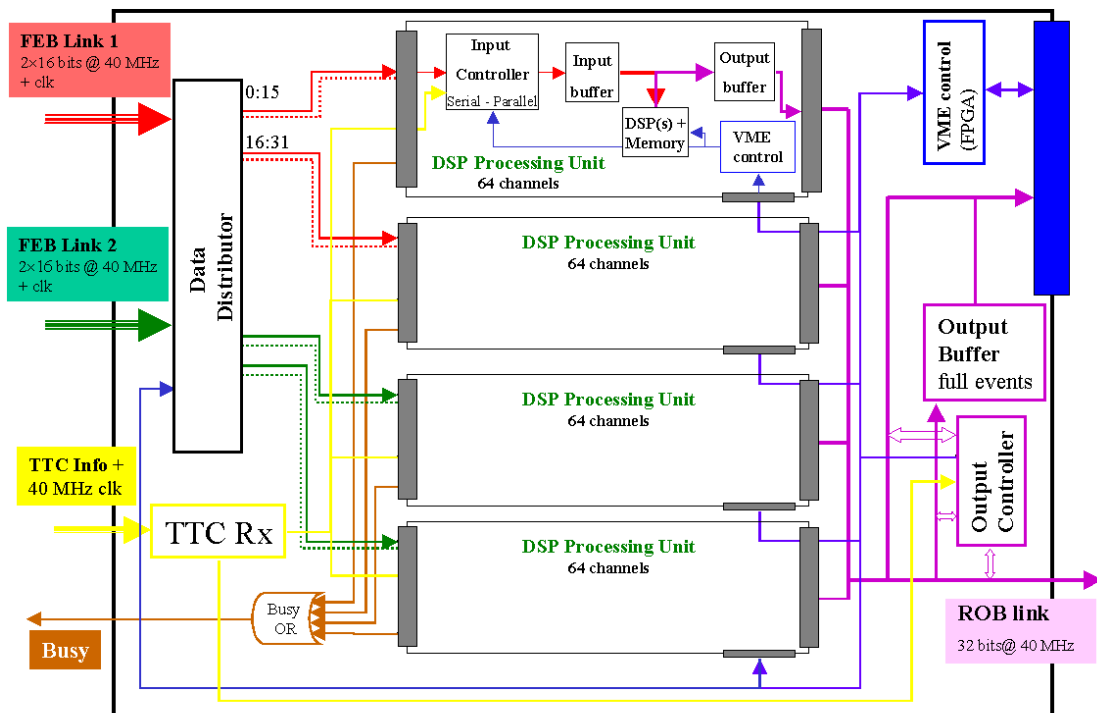 FEB Link 1
2×16 bits @ 40 MHz
+ clk
0:15
16:31
FEB Link 2
2×16 bits @ 40 MHz
+ clk
Data
Distributor
TTC Info +
40 MHz clk
TTC Rx
Busy
OR
Busy
Input
Controller
Serial - Parallel
Input
buffer
Output
buffer
DSP(s) +
Memory
VME
control
DSP Processing Unit
64 channels
DSP Processing Unit
64 channels
DSP Processing Unit
64 channels
DSP Processing Unit
64 channels
VME control
(FPGA)
Output
Buffer
full events
Output
Controller
ROB link
32 bits@ 40 MHz